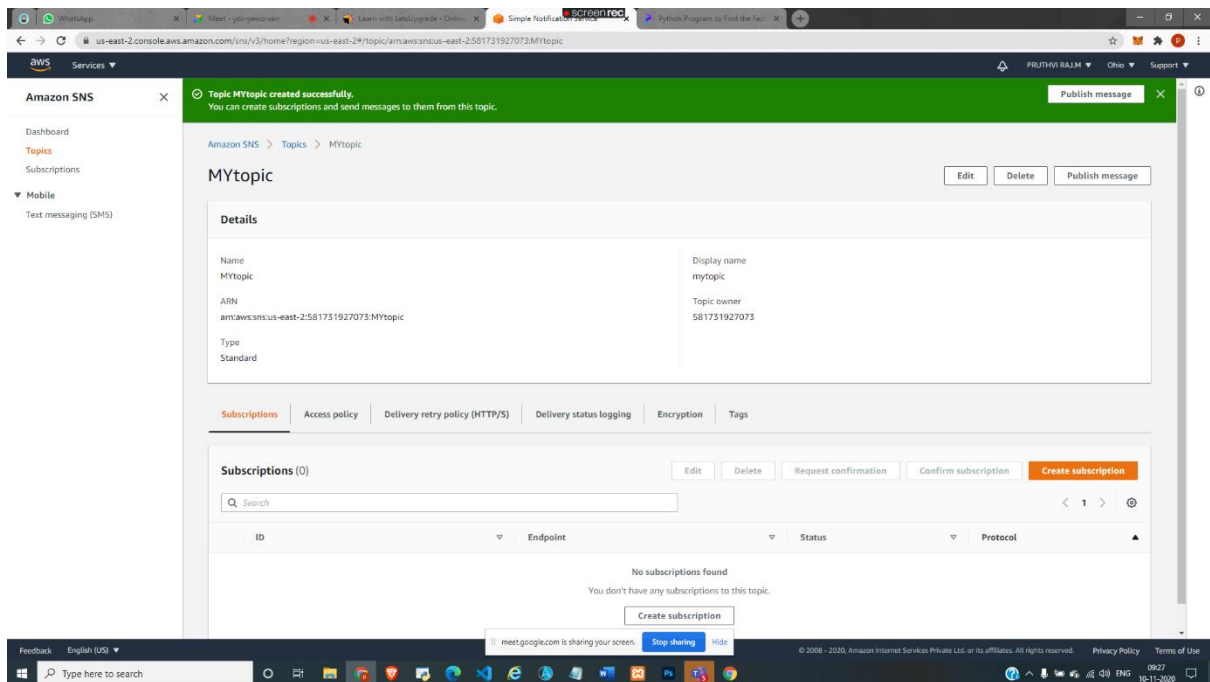 WhatsApp
Meet - ydc-
Learn with LetsUpgrade - Online
Simple Notification Service
screenrec
Python Program to Find the Fact
us-east-2.console.aws.amazon.com/sns/v3/home?region=us-east-2#/topic/arn:aws:sns:us-east-2:581731927073:MYtopic
aws
Services
PRUTHVI RAJ.M
Ohio
Support
Amazon SNS
Dashboard
Topics
Subscriptions
Mobile
Text messaging (SMS)
Topic MYtopic created successfully.
You can create subscriptions and send messages to them from this topic.
Publish message
Amazon SNS > Topics > MYtopic
MYtopic
Edit
Delete
Publish message
Details
Name
MYtopic
ARN
arn:aws:sns:us-east-2:581731927073:MYtopic
Type
Standard
Display name
mytopic
Topic owner
581731927073
Subscriptions
Access policy
Delivery retry policy (HTTP/S)
Delivery status logging
Encryption
Tags
Subscriptions (0)
Edit
Delete
Request confirmation
Confirm subscription
Create subscription
Search
1
ID
Endpoint
Status
Protocol
No subscriptions found
You don't have any subscriptions to this topic.
Create subscription
meet.google.com is sharing your screen.
Stop sharing
Hide
Feedback
English (US)
© 2008 - 2020, Amazon Internet Services Private Ltd. or its affiliates. All rights reserved.
Privacy Policy
Terms of Use
Type here to search
ENG
09:27
10-11-2020